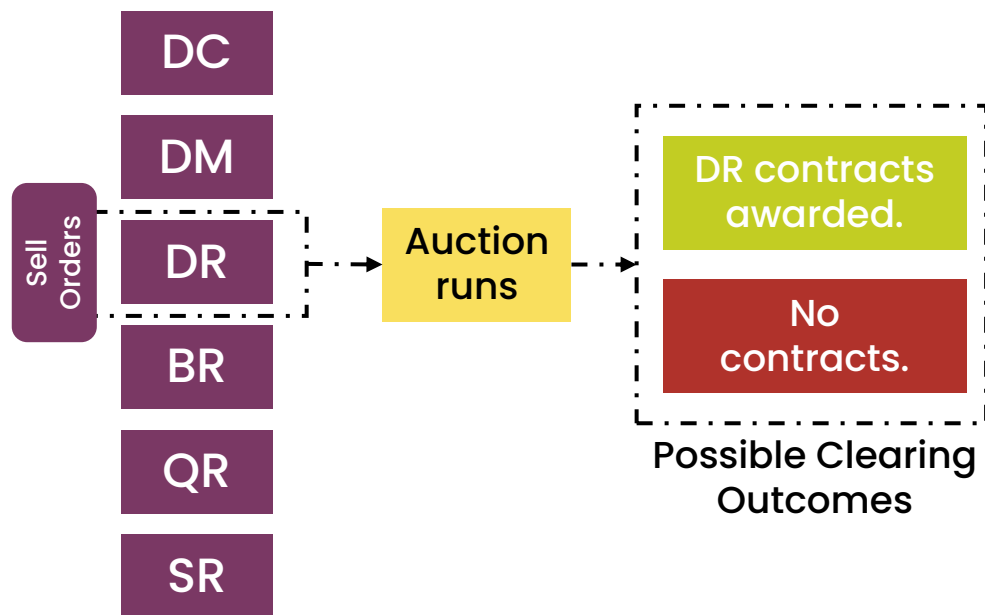 DC
DM
Sell
Orders
DR
BR
QR
SR
Auction
runs
DR contracts
awarded.
No
contracts.
Possible Clearing
Outcomes